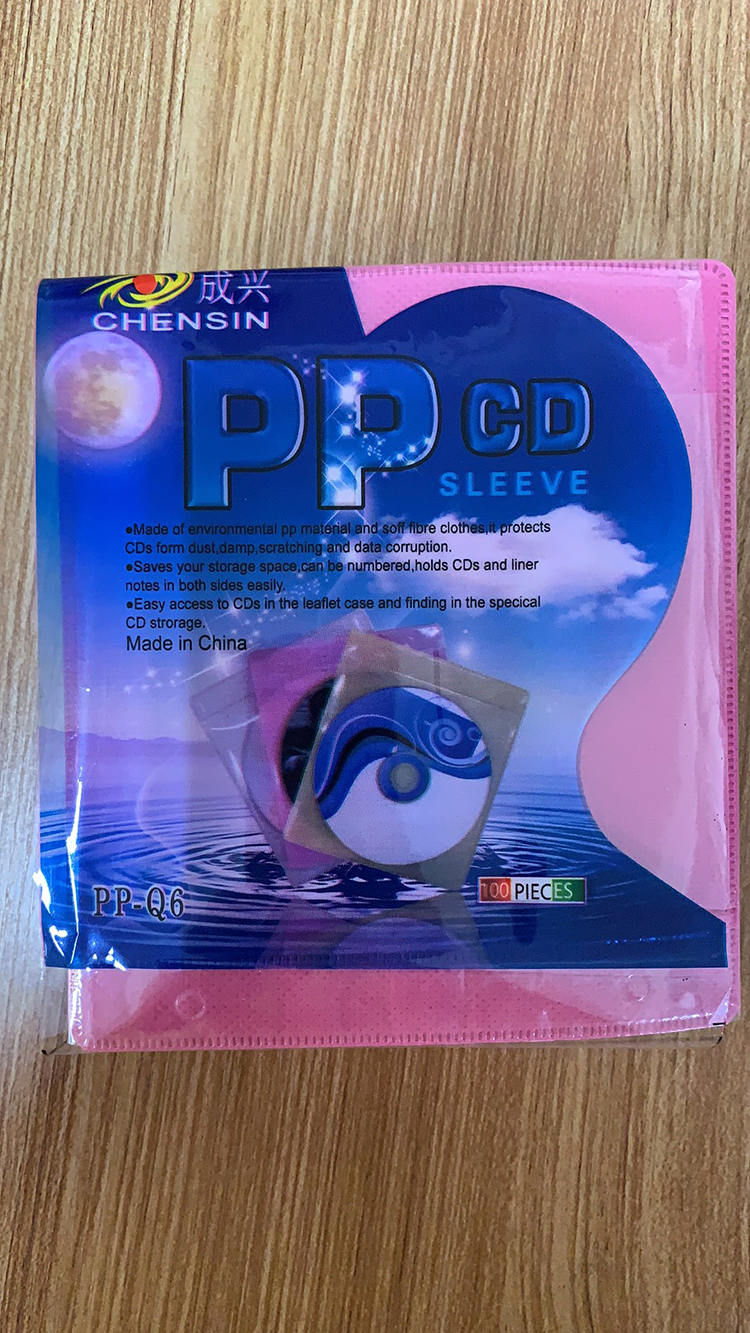 成兴
CHENSIN
PP CD
SLEEVE
●Made of environmental pp material and soff fibre clothes,it protects
CDs form dust,damp,scratching and data corruption.
●Saves your storage space,can be numbered,holds CDs and liner
notes in both sides easily.
●Easy access to CDs in the leaflet case and finding in the specical
CD strorage.
Made in China
PP-Q6
100 PIECES